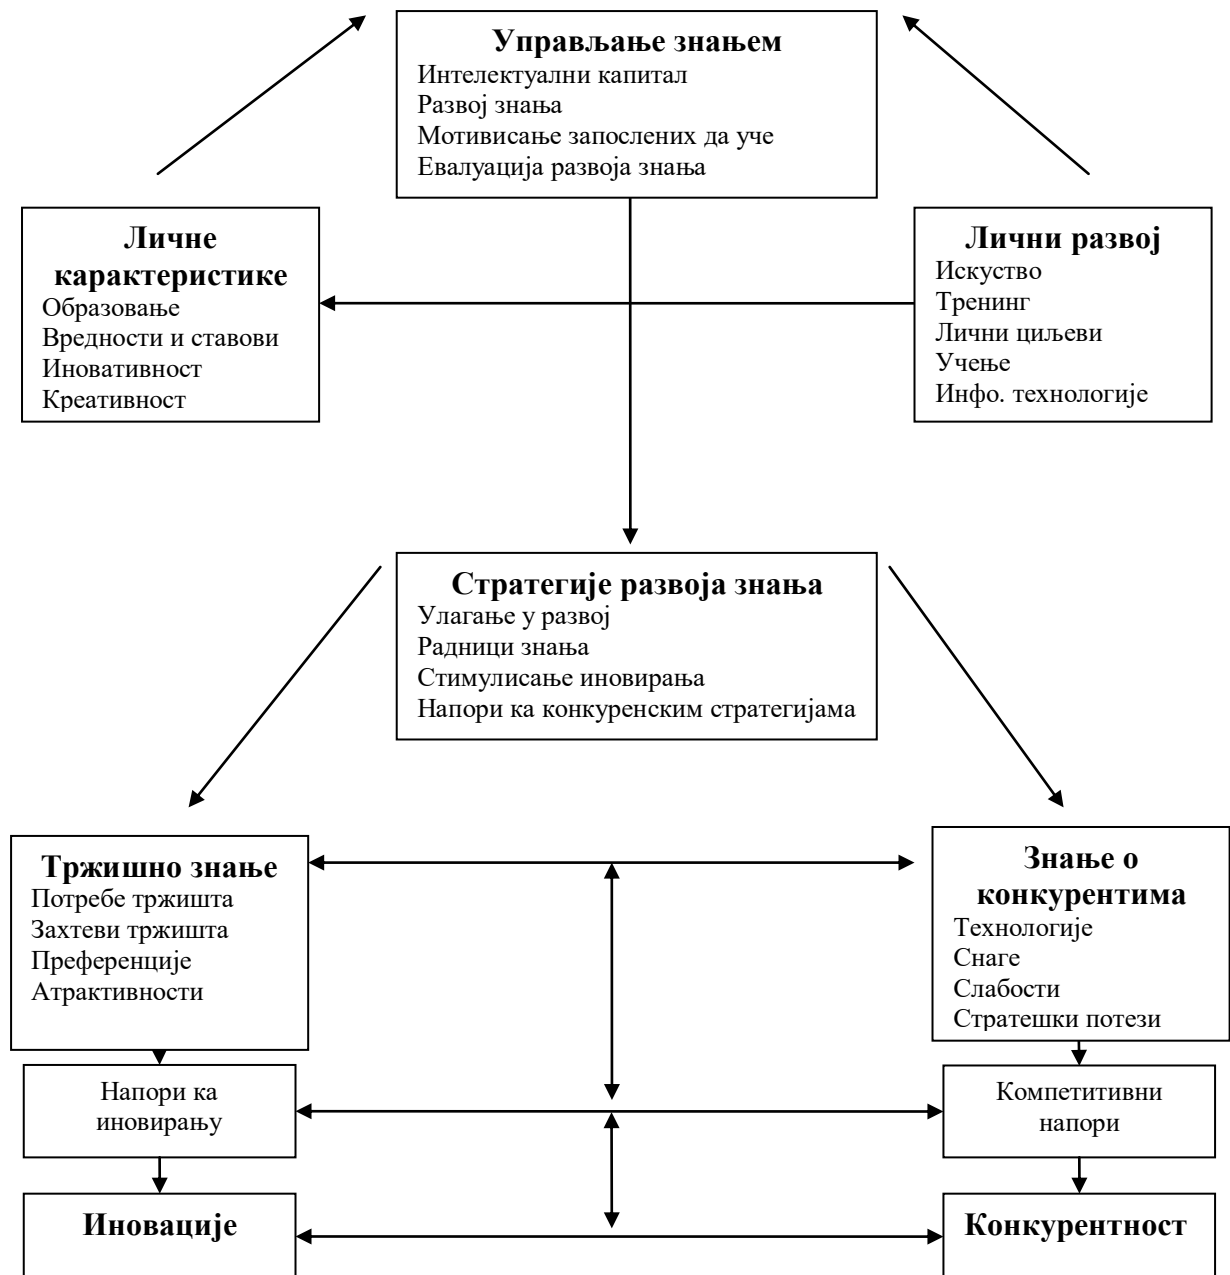 Управљање знањем
Интелектуални капитал
Развој знања
Мотивисање запослених да уче
Евалуација развоја знања
Личне
карактеристике
Образовање
Вредности и ставови
Иновативност
Креативност
Лични развој
Искуство
Тренинг
Лични циљеви
Учење
Инфо. технологије
Стратегије развоја знања
Улагање у развој
Радници знања
Стимулисање иновирања
Напори ка конкуренским стратегијама
Тржишно знање
Потребе тржишта
Захтеви тржишта
Преференције
Атрактивности
Знање о
конкурентима
Технологије
Снаге
Слабости
Стратешки потези
Напори ка
иновирању
Компетитивни
напори
Иновације
Конкурентност